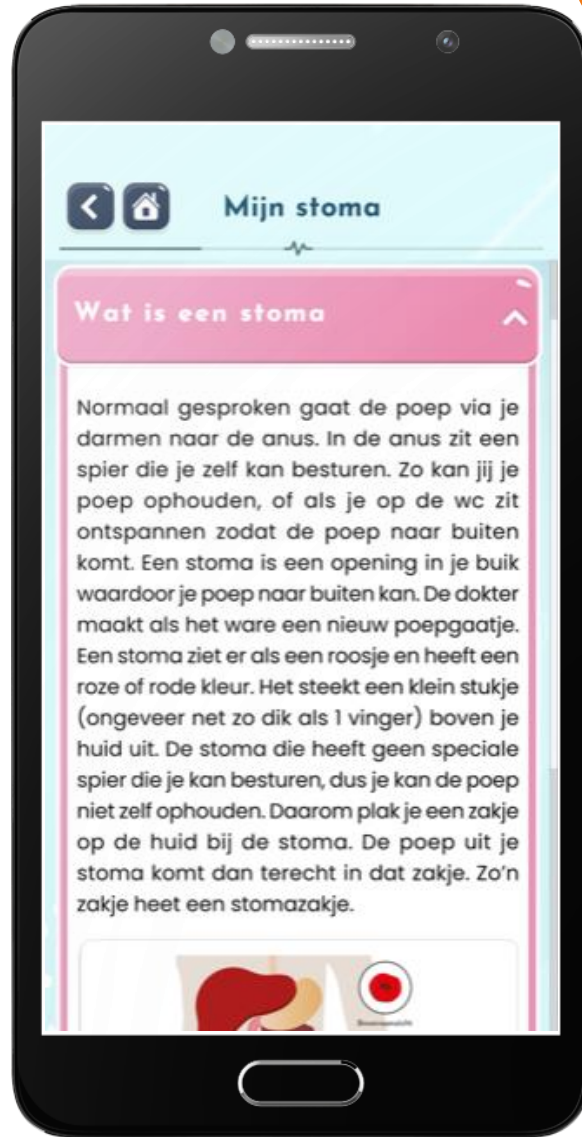 Mijn stoma
Wat is een stoma
Normaal gesproken gaat de poep via je
darmen naar de anus. In de anus zit een
spier die je zelf kan besturen. Zo kan jij je
poep ophouden, of als je op de wc zit
ontspannen zodat de poep naar buiten
komt. Een stoma is een opening in je buik
waardoor je poep naar buiten kan. De dokter
maakt als het ware een nieuw poepgaatje.
Een stoma ziet er als een roosje en heeft een
roze of rode kleur. Het steekt een klein stukje
(ongeveer net zo dik als 1 vinger) boven je
huid uit. De stoma die heeft geen speciale
spier die je kan besturen, dus je kan de poep
niet zelf ophouden. Daarom plak je een zakje
op de huid bij de stoma. De poep uit je
stoma komt dan terecht in dat zakje. Zo'n
zakje heet een stomazakje.